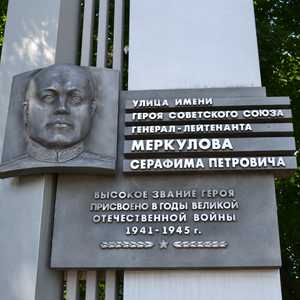 УЛИЦА ИМЕНИ
ГЕРОЯ СОВЕТСКОГО СОЮЗА
ГЕНЕРАЛ-ЛЕЙТЕНАНТА
МЕРКУЛОВА
СЕРАФИМА ПЕТРОВИЧА
ВЫСОКОЕ ЗВАНИЕ ГЕРОЯ
ПРИСВОЕНО В ГОДЫ ВЕЛИКОЙ
ОТЕЧЕСТВЕННОЙ ВОЙНЫ
1941-1945 г.